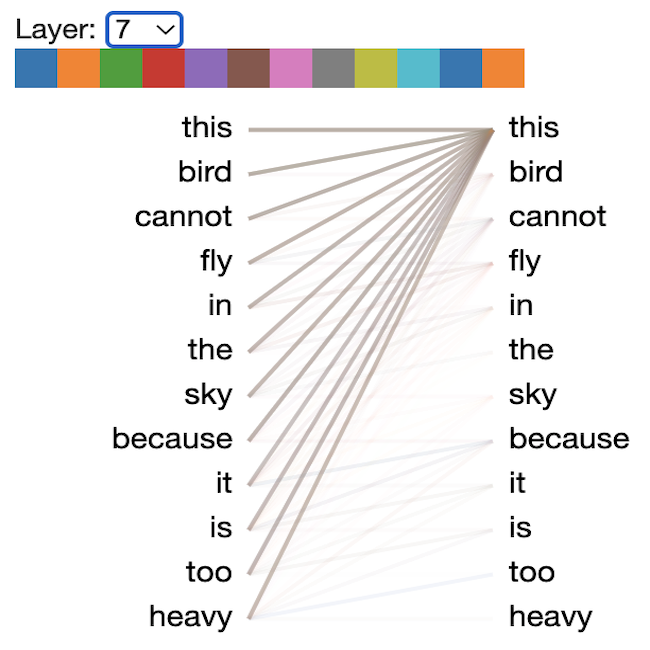 Layer: 7
this this
bird bird
cannot cannot
fly fly
in in
the the
sky sky
because because
it it
is is
too too
heavy heavy